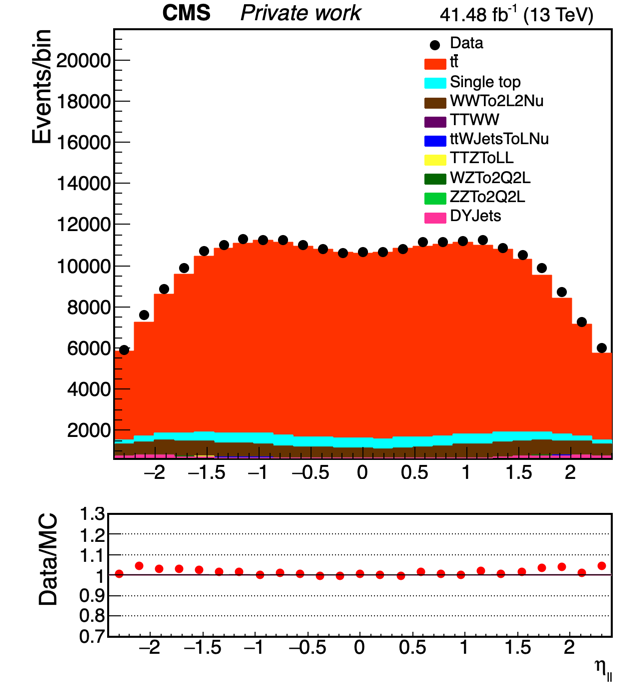 CMS Private work 41.48 fb⁻¹ (13 TeV)
Events/bin
20000
18000
16000
14000
12000
10000
8000
6000
4000
2000
Data
tt̄
Single top
WWTo2L2Nu
TTWW
ttWJetsToLNu
TTZToLL
WZTo2Q2L
ZZTo2Q2L
DYJets
−2 −1.5 −1 −0.5 0 0.5 1 1.5 2
Data/MC
1.3
1.2
1.1
1
0.9
0.8
0.7
−2 −1.5 −1 −0.5 0 0.5 1 1.5 2
η_||